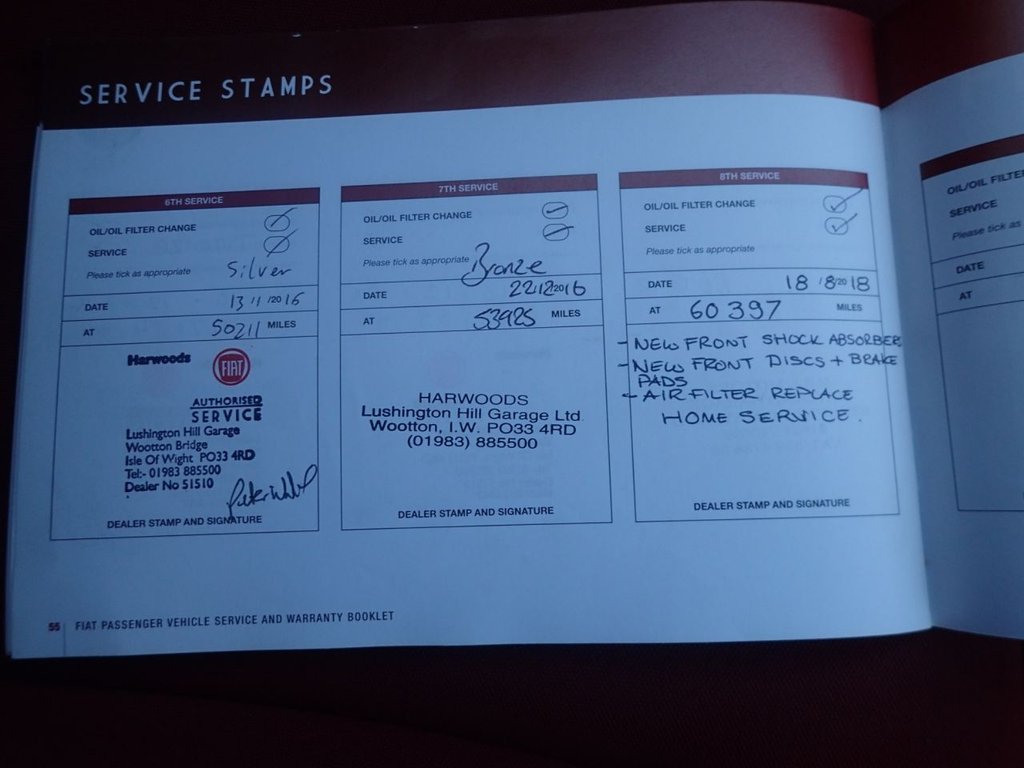 SERVICE STAMPS
6TH SERVICE
OIL/OIL FILTER CHANGE
SERVICE
Please tick as appropriate
Silver
DATE
/20 16
AT 50211 MILES
Harwoods
FIAT
AUTHORISED
SERVICE
Lushington Hill Garage
Wootton Bridge
Isle Of Wight PO33 4RD
Tel:- 01983 885500
Dealer No 51510
DEALER STAMP AND SIGNATURE
7TH SERVICE
OIL/OIL FILTER CHANGE
SERVICE
Please tick as appropriate
Bronze
DATE 22/12/2016
AT 53925 MILES
HARWOODS
Lushington Hill Garage Ltd
Wootton, I.W. PO33 4RD
(01983) 885500
DEALER STAMP AND SIGNATURE
8TH SERVICE
OIL/OIL FILTER CHANGE
SERVICE
Please tick as appropriate
DATE 18 /8/20 18
AT 60397 MILES
- NEW FRONT SHOCK ABSORBERS
- NEW FRONT DISCS + BRAKE
PADS
- AIR FILTER REPLACE
HOME SERVICE.
DEALER STAMP AND SIGNATURE
OIL/OIL FILTER
SERVICE
Please tick as
DATE
AT
55 FIAT PASSENGER VEHICLE SERVICE AND WARRANTY BOOKLET